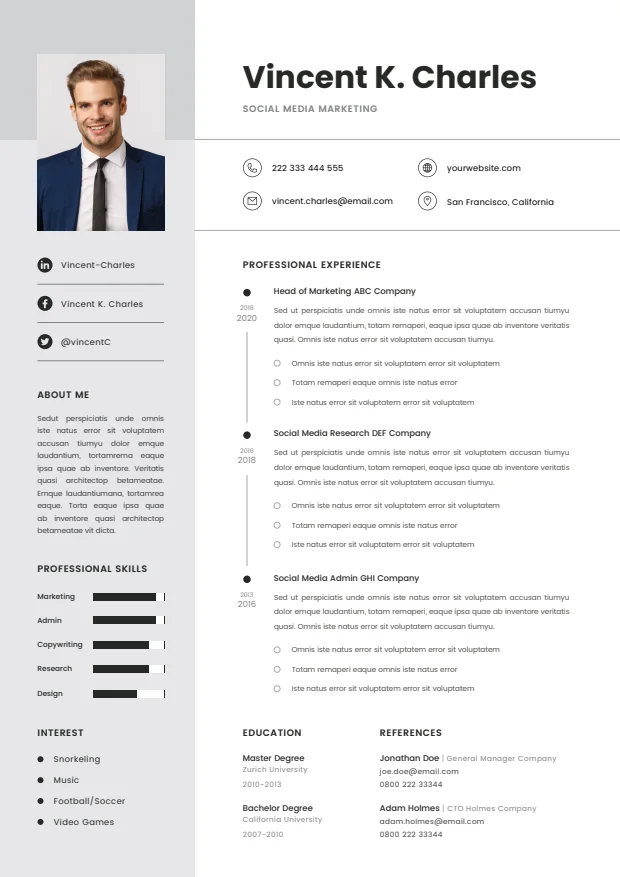 Vincent K. Charles
SOCIAL MEDIA MARKETING
222 333 444 555
yourwebsite.com
vincent.charles@email.com
San Francisco, California
Vincent-Charles
Vincent K. Charles
@vincentC
ABOUT ME
Sedut perspiciatis unde omnis
iste natus error sit voluptatem
accusan tiumyu dolor emque
laudantium, tortamrema eaque
ipsa quae ab inventore. Veritatis
quasi architectop betameatae.
Emque laudantiumana, tortamrea
eaque. Torta eaque ipsa quae
ab inventore quasi architectop
betameatae vit dicta.
PROFESSIONAL SKILLS
Marketing
Admin
Copywriting
Research
Design
INTEREST
Snorkeling
Music
Football/Soccer
Video Games
PROFESSIONAL EXPERIENCE
Head of Marketing ABC Company
2018
2020
Sed ut perspiciatis unde omnis iste natus error sit voluptatem accusan tiumyu
dolor emque laudantium, totam remaperi, eaque ipsa quae ab inventore veritatis
quasi. Omnis iste natus error sit voluptatem accusan tiumyu.
Omnis iste natus error sit voluptatem error sit voluptatem
Totam remaperi eaque omnis iste natus error
Iste natus error sit voluptatem error sit voluptatem
Social Media Research DEF Company
2016
2018
Sed ut perspiciatis unde omnis iste natus error sit voluptatem accusan tiumyu
dolor emque laudantium, totam remaperi, eaque ipsa quae ab inventore veritatis
quasi. Omnis iste natus error sit voluptatem accusan tiumyu.
Omnis iste natus error sit voluptatem error sit voluptatem
Totam remaperi eaque omnis iste natus error
Iste natus error sit voluptatem error sit voluptatem
Social Media Admin GHI Company
2013
2016
Sed ut perspiciatis unde omnis iste natus error sit voluptatem accusan tiumyu
dolor emque laudantium, totam remaperi, eaque ipsa quae ab inventore veritatis
quasi. Omnis iste natus error sit voluptatem accusan tiumyu.
Omnis iste natus error sit voluptatem error sit voluptatem
Totam remaperi eaque omnis iste natus error
Iste natus error sit voluptatem error sit voluptatem
EDUCATION
Master Degree
Zurich University
2010-2013
Bachelor Degree
California University
2007-2010
REFERENCES
Jonathan Doe | General Manager Company
joe.doe@email.com
0800 222 33344
Adam Holmes | CTO Holmes Company
adam.holmes@email.com
0800 222 33344